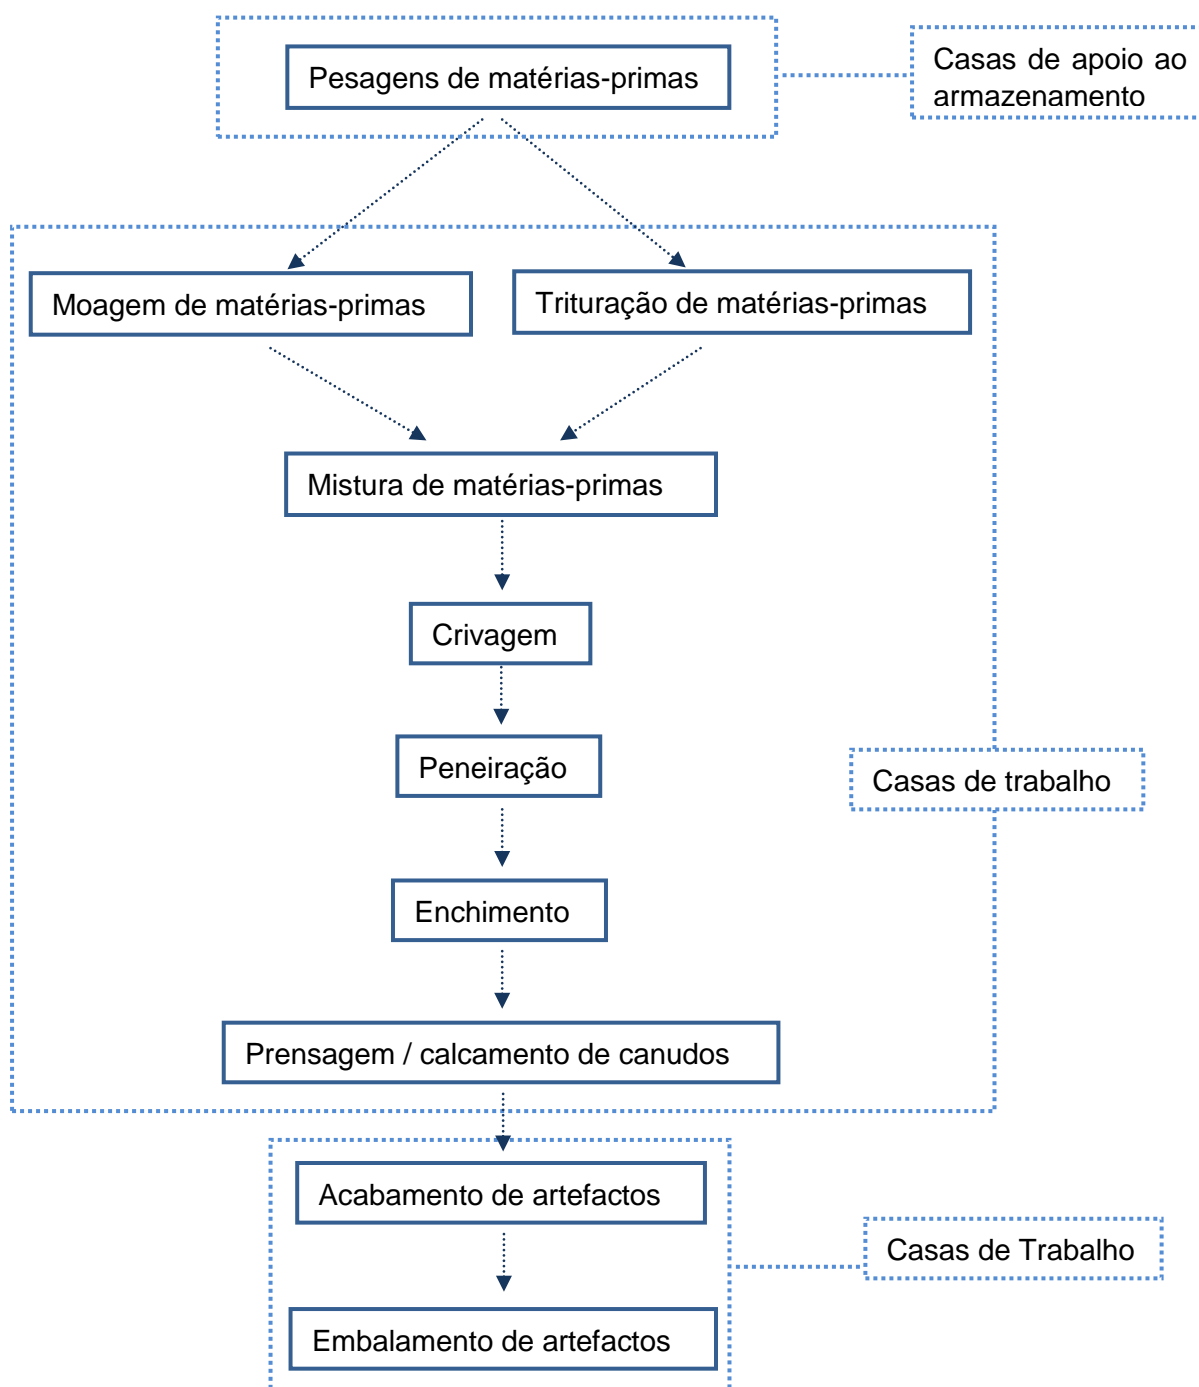 Pesagens de matérias-primas
Casas de apoio ao
armazenamento
Moagem de matérias-primas
Trituração de matérias-primas
Mistura de matérias-primas
Crivagem
Peneiração
Casas de trabalho
Enchimento
Prensagem / calcamento de canudos
Acabamento de artefactos
Casas de Trabalho
Embalamento de artefactos